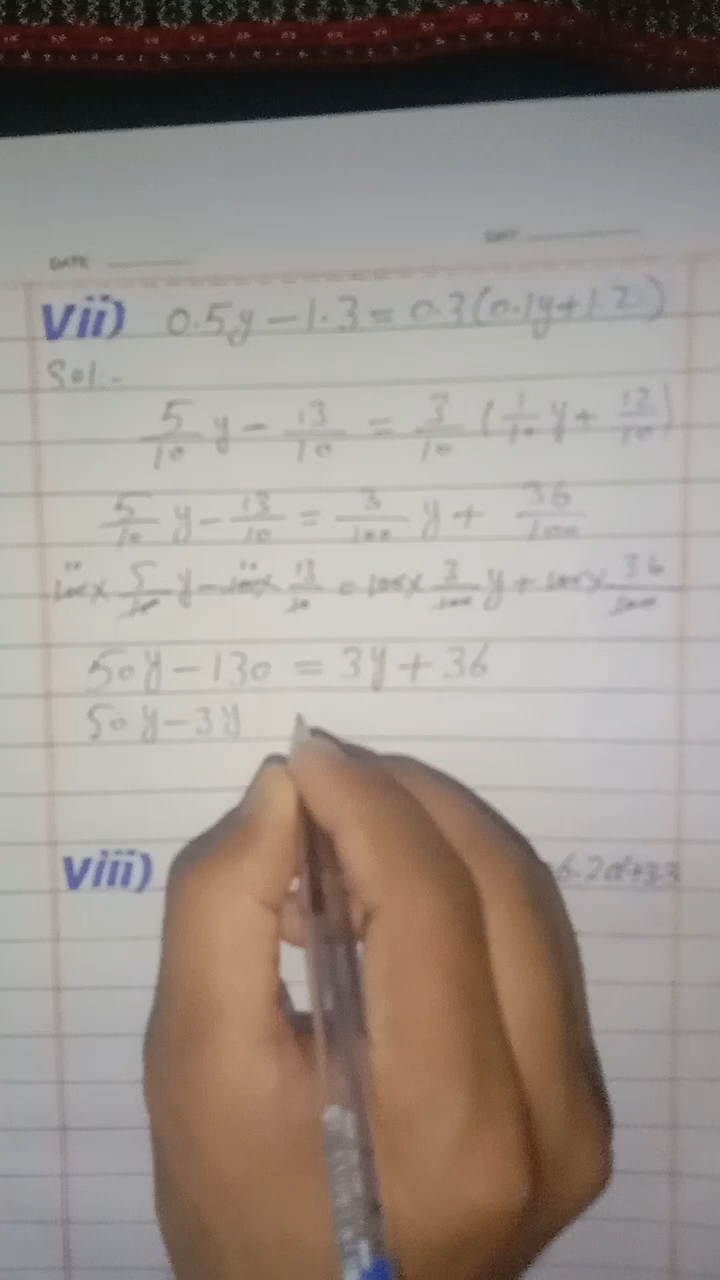 DATE
DAY
Vii) 0.5y - 1.3 = 0.3(0.1y + 1.2)
Sol:-
5/10 y - 13/10 = 3/10 (1/10 y + 12/10)
5/10 y - 13/10 = 3/100 y + 36/100
100 × 5/10 y - 100 × 13/10 = 100 × 3/100 y + 100 × 36/100
50y - 130 = 3y + 36
50y - 3y
viii)